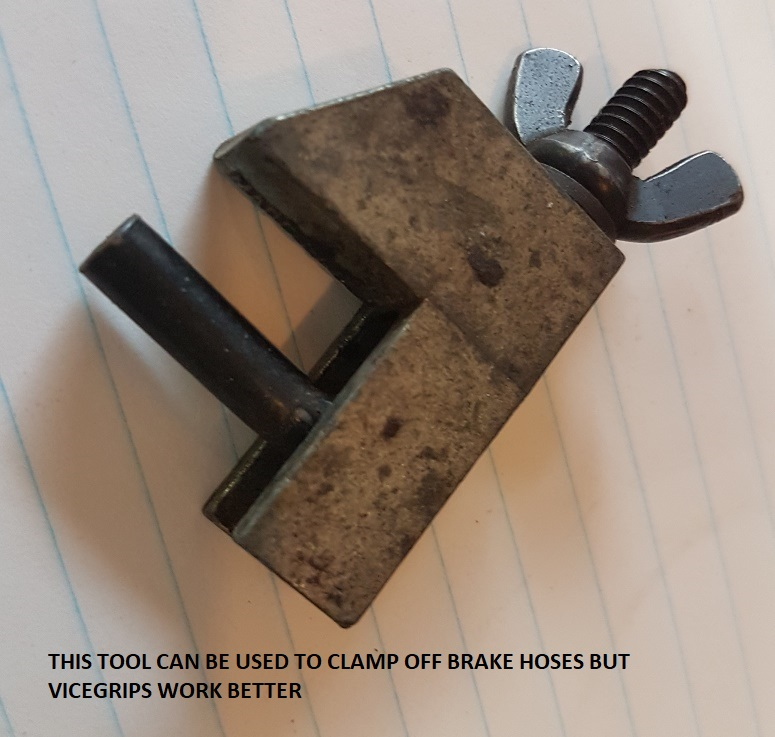 THIS TOOL CAN BE USED TO CLAMP OFF BRAKE HOSES BUT
VICEGRIPS WORK BETTER